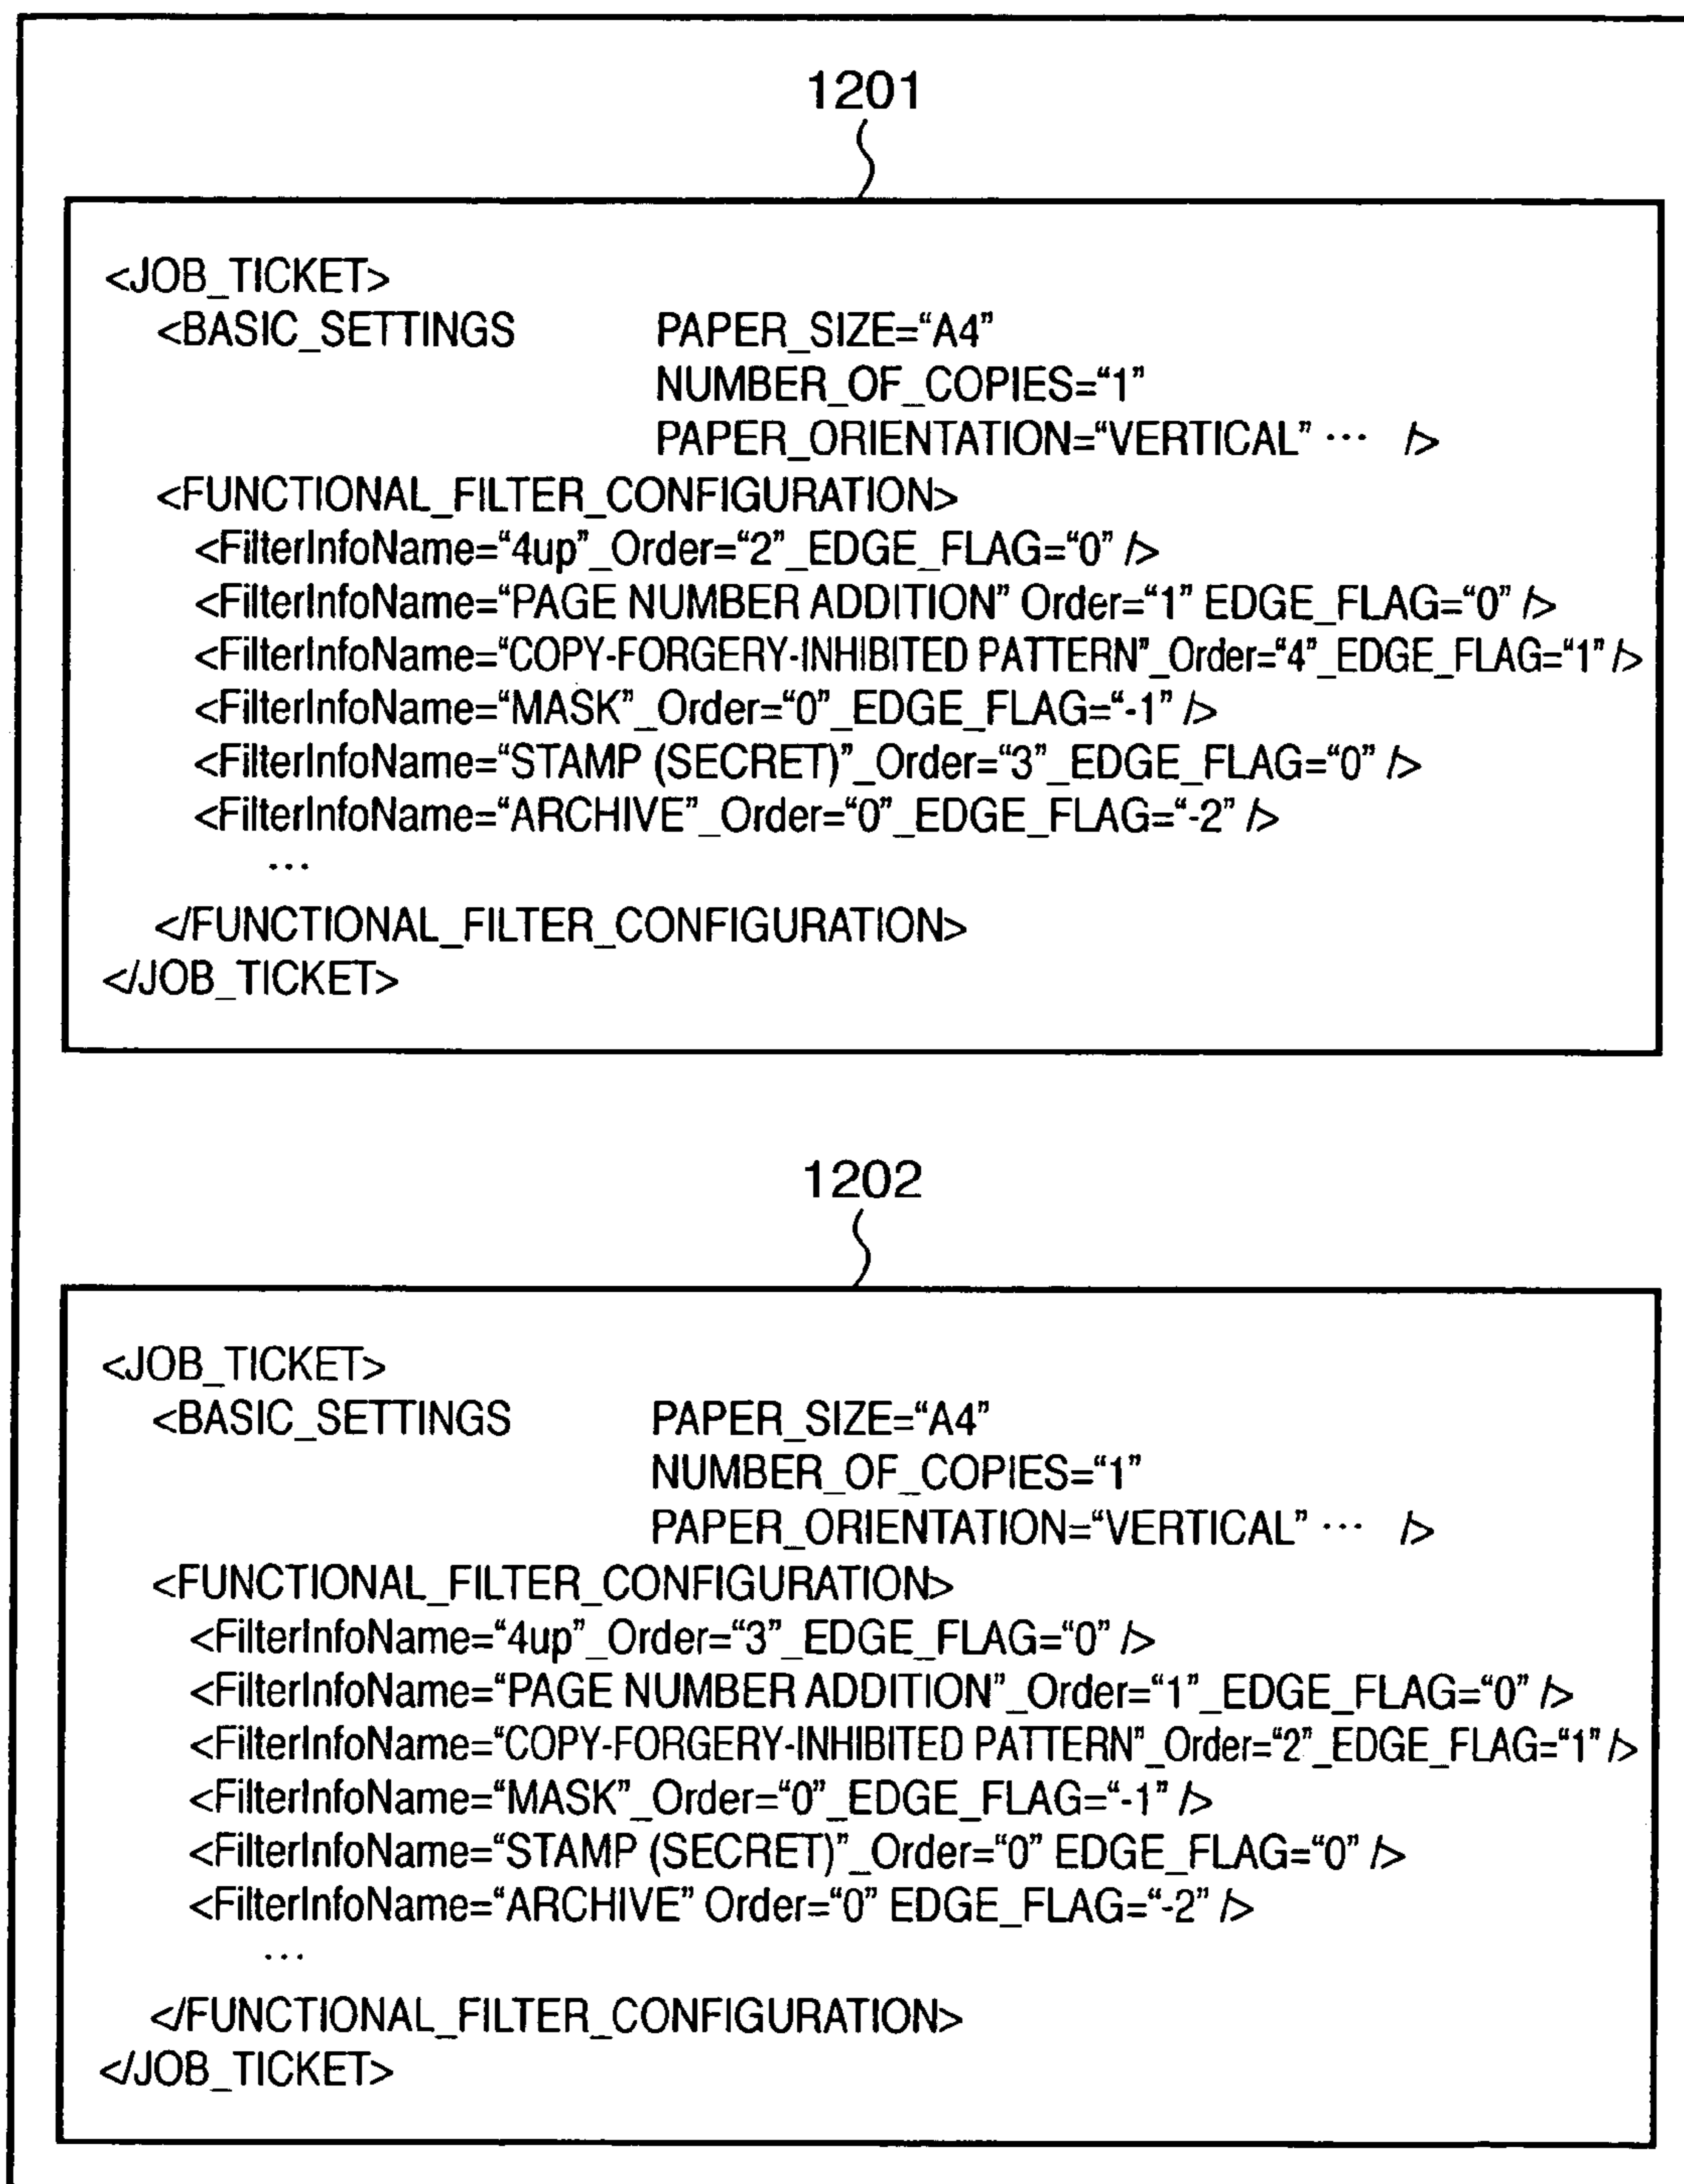 1201
<JOB_TICKET>
<BASIC_SETTINGS PAPER_SIZE=“A4”
NUMBER_OF_COPIES=“1”
PAPER_ORIENTATION=“VERTICAL” ··· />
<FUNCTIONAL_FILTER_CONFIGURATION>
<FilterInfoName=“4up”_Order=“2”_EDGE_FLAG=“0” />
<FilterInfoName=“PAGE NUMBER ADDITION” Order=“1” EDGE_FLAG=“0” />
<FilterInfoName=“COPY-FORGERY-INHIBITED PATTERN”_Order=“4”_EDGE_FLAG=“1” />
<FilterInfoName=“MASK”_Order=“0”_EDGE_FLAG=“-1” />
<FilterInfoName=“STAMP (SECRET)”_Order=“3”_EDGE_FLAG=“0” />
<FilterInfoName=“ARCHIVE”_Order=“0”_EDGE_FLAG=“-2” />
···
</FUNCTIONAL_FILTER_CONFIGURATION>
</JOB_TICKET>
1202
<JOB_TICKET>
<BASIC_SETTINGS PAPER_SIZE=“A4”
NUMBER_OF_COPIES=“1”
PAPER_ORIENTATION=“VERTICAL” ··· />
<FUNCTIONAL_FILTER_CONFIGURATION>
<FilterInfoName=“4up”_Order=“3”_EDGE_FLAG=“0” />
<FilterInfoName=“PAGE NUMBER ADDITION”_Order=“1”_EDGE_FLAG=“0” />
<FilterInfoName=“COPY-FORGERY-INHIBITED PATTERN”_Order=“2”_EDGE_FLAG=“1” />
<FilterInfoName=“MASK”_Order=“0”_EDGE_FLAG=“-1” />
<FilterInfoName=“STAMP (SECRET)”_Order=“0” EDGE_FLAG=“0” />
<FilterInfoName=“ARCHIVE” Order=“0” EDGE_FLAG=“-2” />
···
</FUNCTIONAL_FILTER_CONFIGURATION>
</JOB_TICKET>